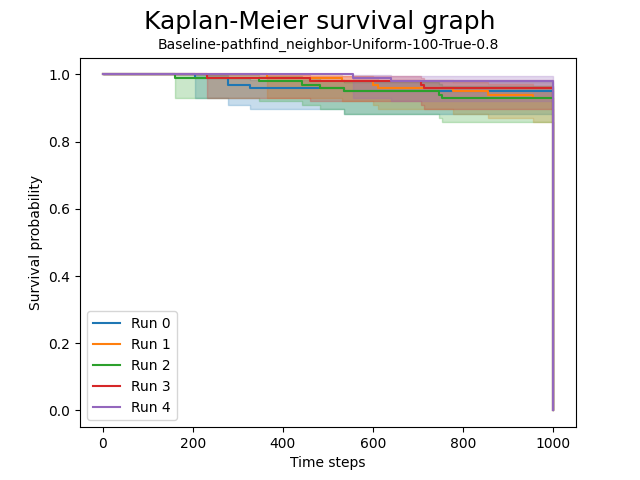 Kaplan-Meier survival graph
Baseline-pathfind_neighbor-Uniform-100-True-0.8
1.0
0.8
0.6
0.4
0.2
0.0
Survival probability
Run 0
Run 1
Run 2
Run 3
Run 4
0 200 400 600 800 1000
Time steps